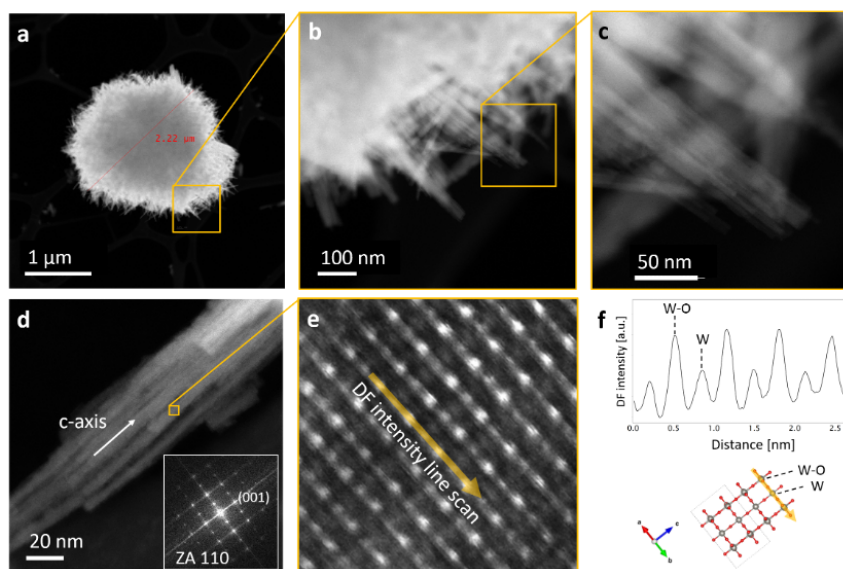 a
2.22 µm
1 µm
b
100 nm
c
50 nm
d
c-axis
(001)
ZA 110
20 nm
e
DF intensity line scan
f
W-O
W
DF intensity [a.u.]
0.0 0.5 1.0 1.5 2.0 2.5
Distance [nm]
W-O
W
a
c
b